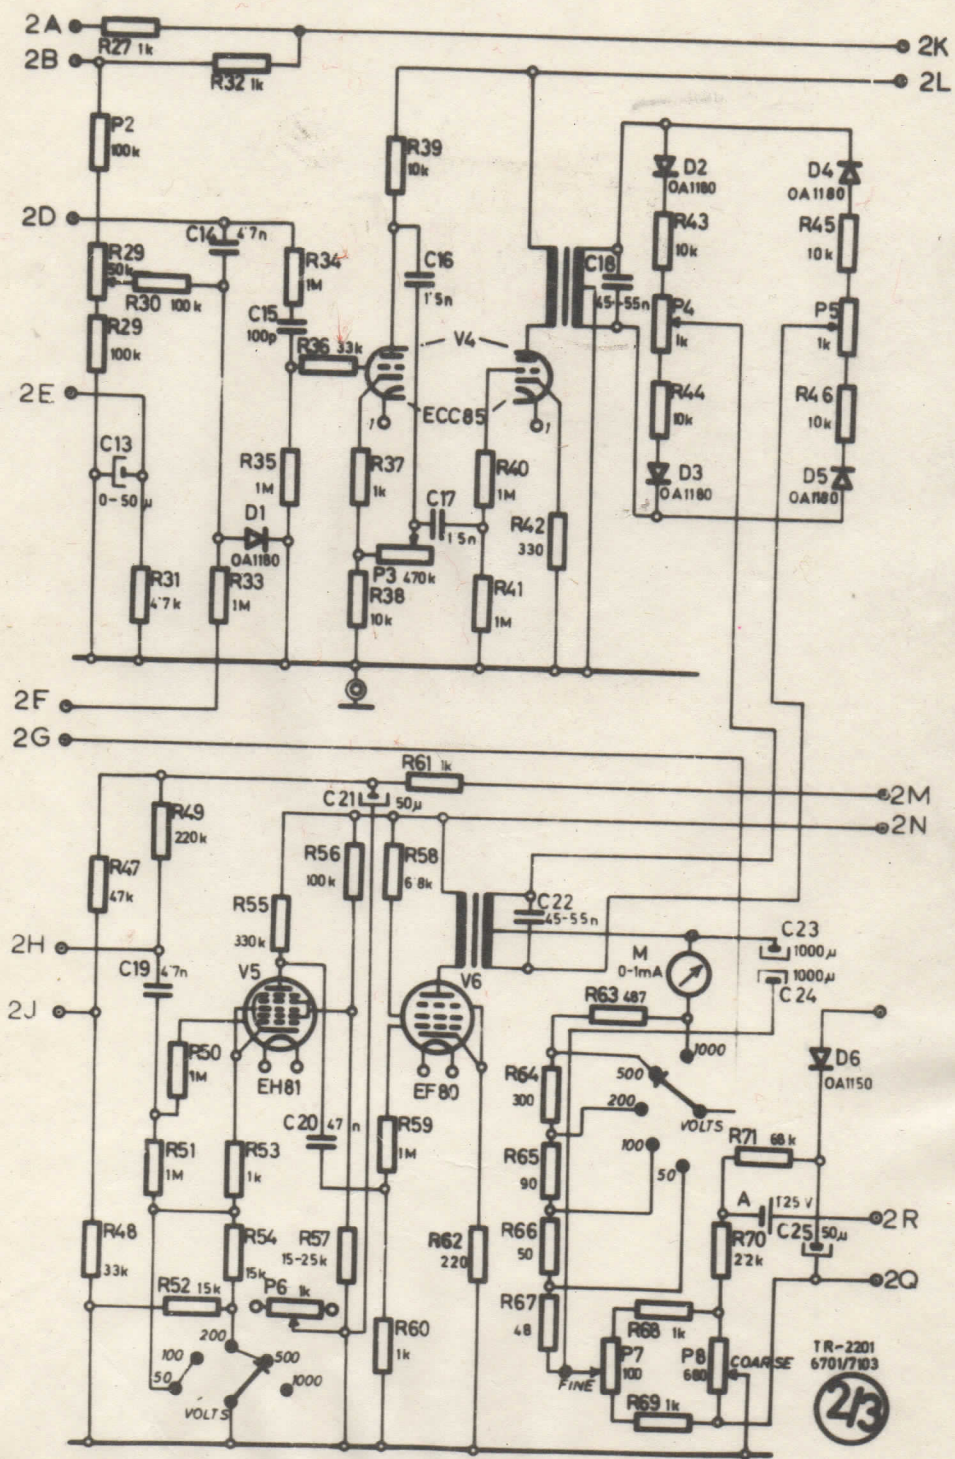 2A
R27 1k
2K
2B
R32 1k
2L
P2
100k
R39
10k
D2
OA1180
D4
OA1180
2D
C14 4'7n
R43
10k
R45
10k
R29
50k
R34
1M
C16
1'5n
C18
45-55n
R30 100k
C15
100p
P4
1k
P5
1k
R29
100k
R36 33k
V4
2E
ECC85
1
1
R44
10k
R46
10k
C13
0-50µ
R35
1M
R37
1k
R40
1M
D3
OA1180
D5
OA1180
D1
OA1180
C17
1 5n
R42
330
R31
4'7k
R33
1M
P3 470k
R38
10k
R41
1M
2F
2G
R61 1k
C21 50µ
2M
2N
R49
220k
R56
100k
R58
6'8k
R47
47k
R55
330k
C22
45-55n
C23
1000µ
2H
C19 4'7n
V5
V6
M
0-1mA
1000µ
C24
R63 487
2J
R50
1M
EH81
EF80
1000
500
200
100
50
VOLTS
R64
300
D6
OA1150
C20 47n
R59
1M
R71 68k
R51
1M
R53
1k
R65
90
A
1'25V
2R
R48
33k
R54
15k
R57
15-25k
R62
220
R66
50
R70
2'2k
C25 50µ
2Q
R52 15k
P6 1k
R67
48
R60
1k
R68 1k
200
100
500
50
1000
VOLTS
P7
100
FINE
P8
680
COARSE
R69 1k
TR-2201
6701/7103
2/3